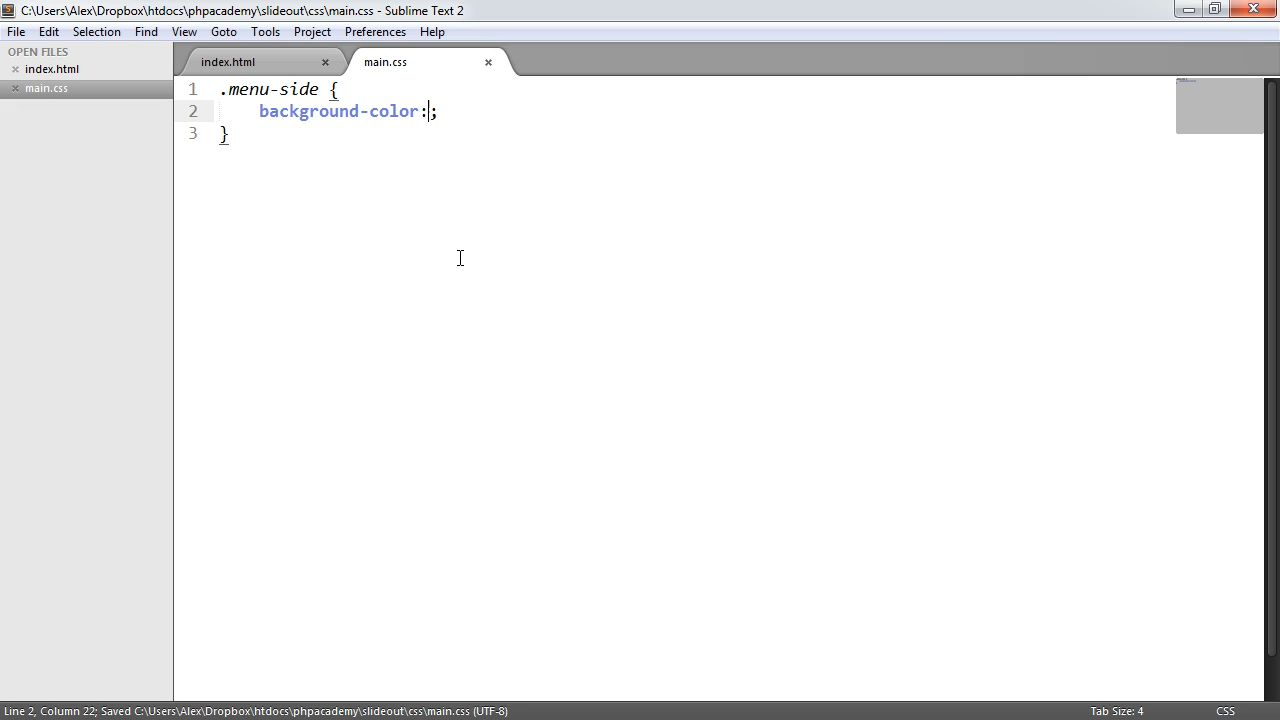 C:\Users\Alex\Dropbox\htdocs\phpacademy\slideout\css\main.css - Sublime Text 2
File Edit Selection Find View Goto Tools Project Preferences Help
OPEN FILES
index.html
main.css
index.html main.css
1 .menu-side {
2 background-color:;
3 }
Line 2, Column 22; Saved C:\Users\Alex\Dropbox\htdocs\phpacademy\slideout\css\main.css (UTF-8) Tab Size: 4 CSS